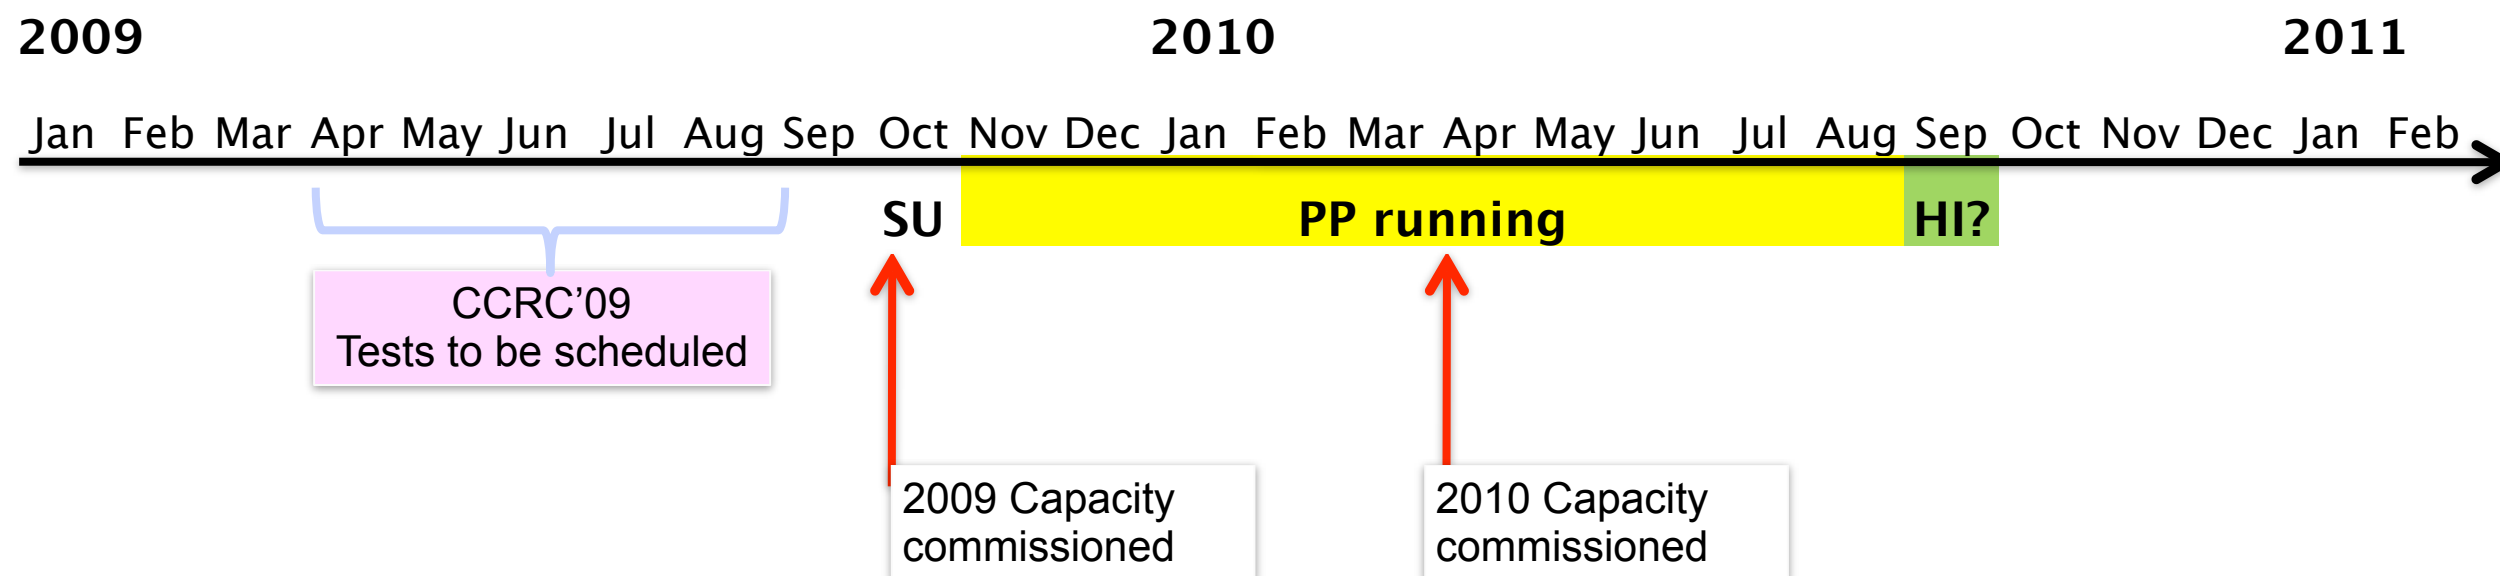 2009 2010 2011
Jan Feb Mar Apr May Jun Jul Aug Sep Oct Nov Dec Jan Feb Mar Apr May Jun Jul Aug Sep Oct Nov Dec Jan Feb
SU PP running HI?
CCRC’09
Tests to be scheduled
2009 Capacity
commissioned
2010 Capacity
commissioned